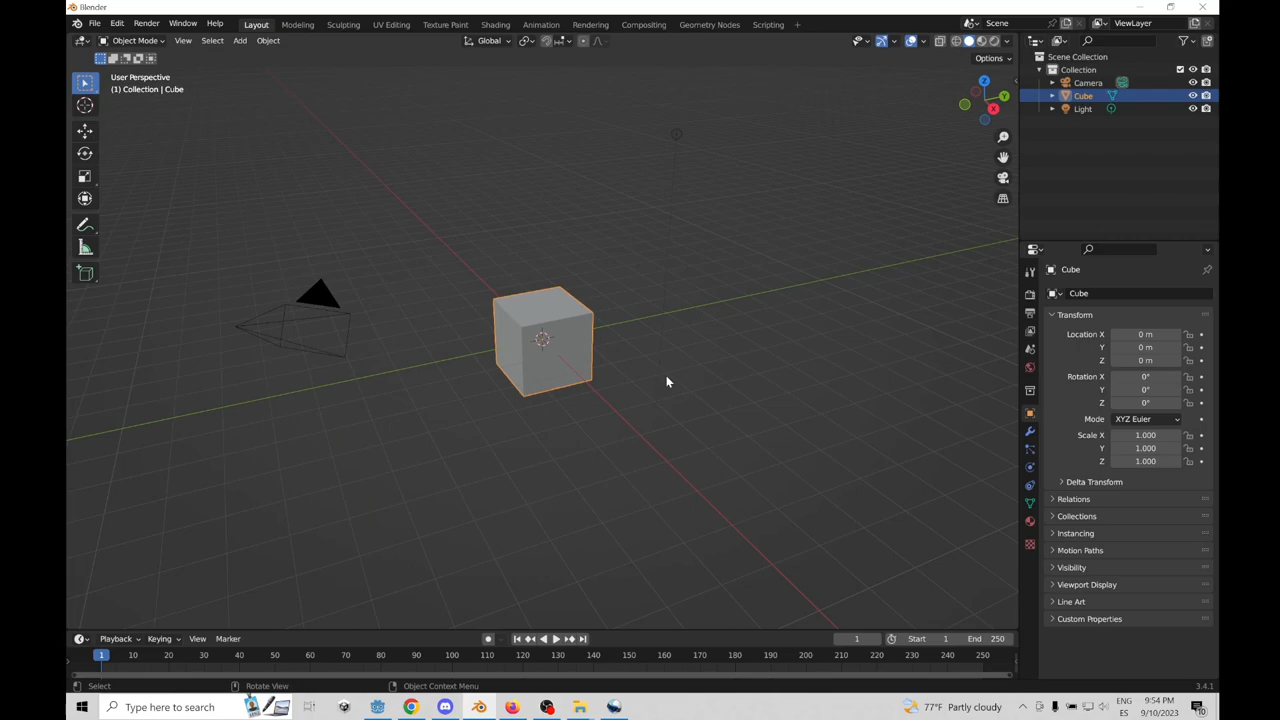 Blender
File Edit Render Window Help Layout Modeling Sculpting UV Editing Texture Paint Shading Animation Rendering Compositing Geometry Nodes Scripting + Scene ViewLayer
Object Mode View Select Add Object Global
Options
User Perspective
(1) Collection | Cube
Z
Y
X
Scene Collection
Collection
Camera
Cube
Light
Cube
Cube
Transform
Location X 0 m
Y 0 m
Z 0 m
Rotation X 0°
Y 0°
Z 0°
Mode XYZ Euler
Scale X 1.000
Y 1.000
Z 1.000
Delta Transform
Relations
Collections
Instancing
Motion Paths
Visibility
Viewport Display
Line Art
Custom Properties
Playback Keying View Marker 1 Start 1 End 250
1 10 20 30 40 50 60 70 80 90 100 110 120 130 140 150 160 170 180 190 200 210 220 230 240 250
Select Rotate View Object Context Menu 3.4.1
Type here to search 77°F Partly cloudy ENG ES 9:54 PM 9/10/2023 10